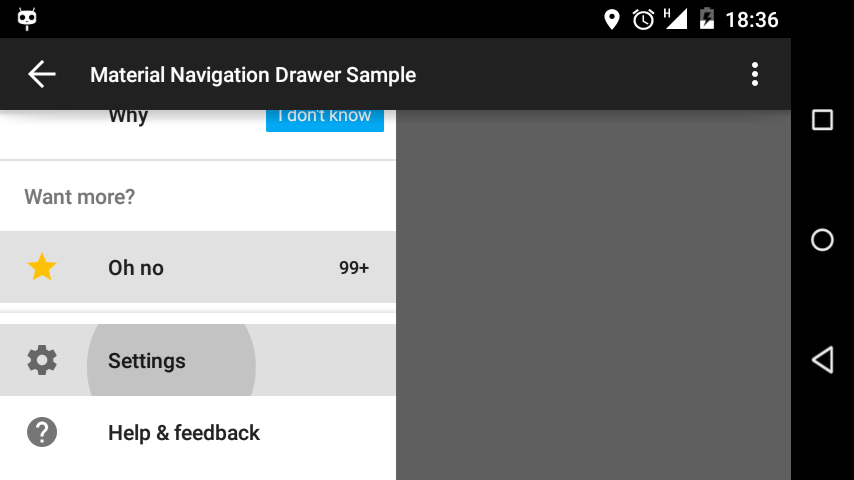 H
18:36
Material Navigation Drawer Sample
Why
I don't know
Want more?
Oh no
99+
Settings
Help & feedback